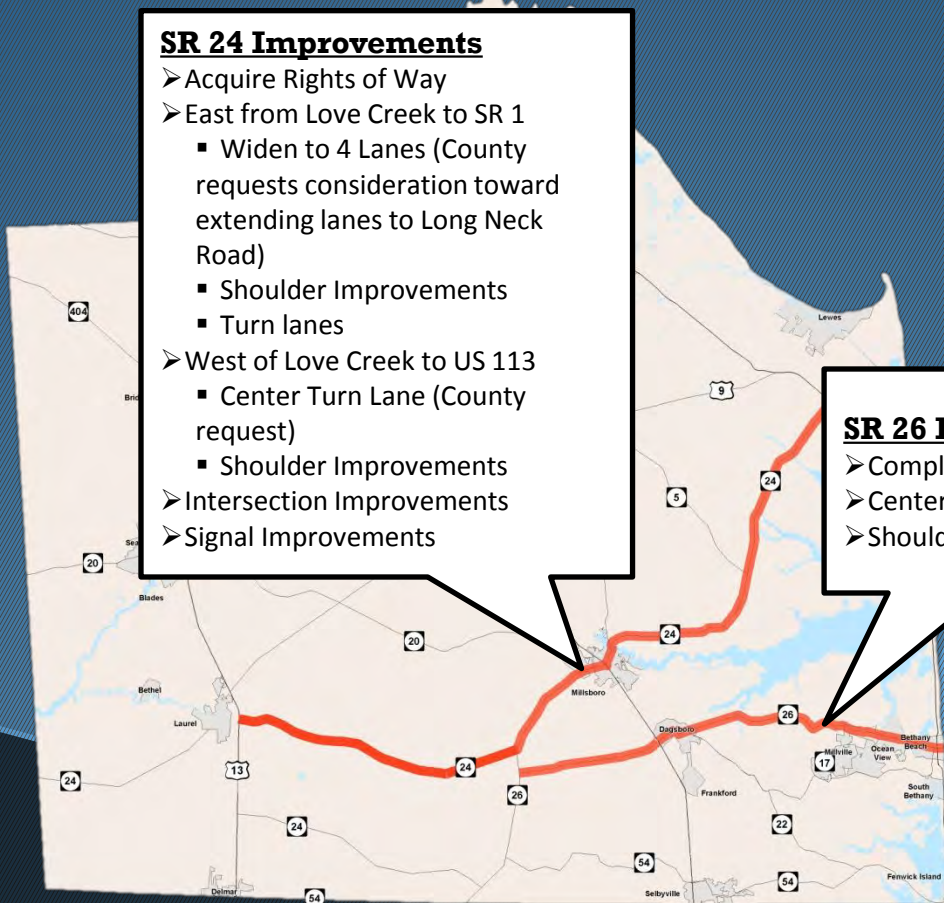 SR 24 Improvements
➢Acquire Rights of Way
➢East from Love Creek to SR 1
▪ Widen to 4 Lanes (County
requests consideration toward
extending lanes to Long Neck
Road)
▪ Shoulder Improvements
▪ Turn lanes
➢West of Love Creek to US 113
▪ Center Turn Lane (County
request)
▪ Shoulder Improvements
➢Intersection Improvements
➢Signal Improvements
404
Lewes
9
SR 26
➢Compl
➢Center
➢Should
24
5
20
Blades
20
24
Bethel
Millsboro
Laurel
Dagsboro
26
Bethany
Beach
Millville
Ocean
View
17
13
24
24
26
South
Bethany
Frankford
24
22
54
Fenwick Island
Delmar
54
Selbyville
54